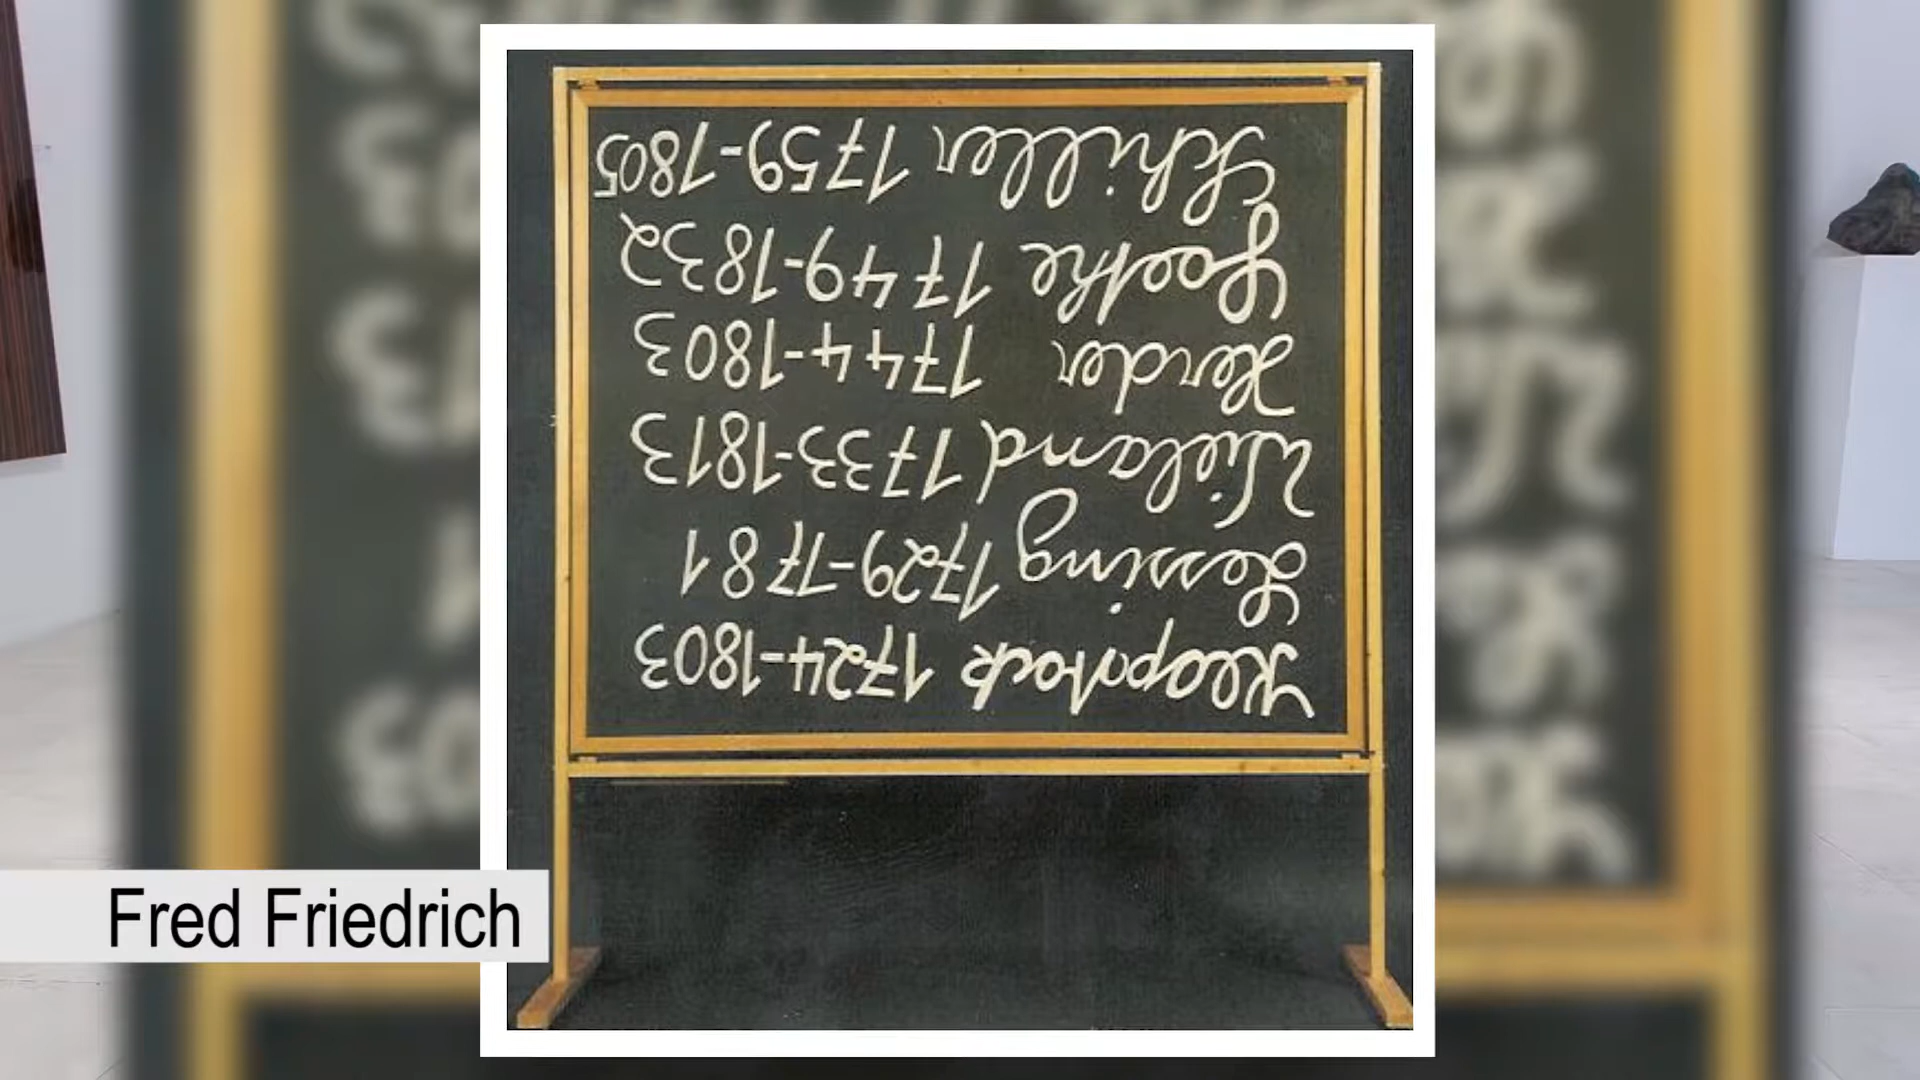 Klopstock 1724-1803
Lessing 1729-1781
Wieland 1733-1813
Herder 1744-1803
Goethe 1749-1832
Schiller 1759-1805
Fred Friedrich